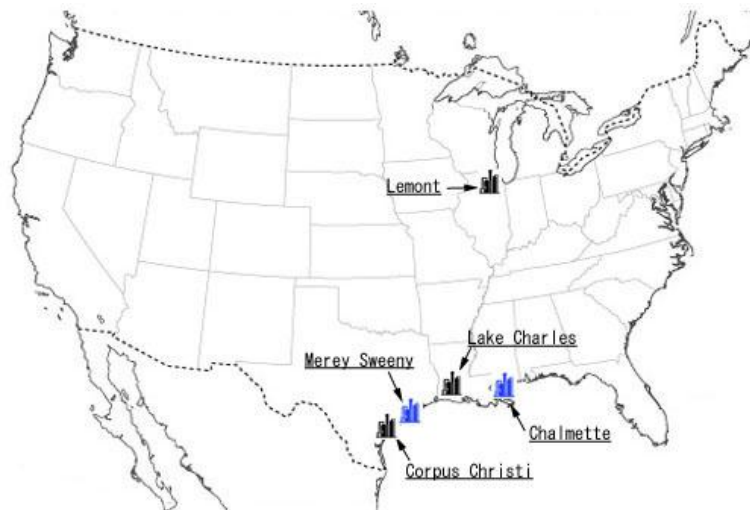 Lemont
Lake Charles
Merey Sweeny
Chalmette
Corpus Christi